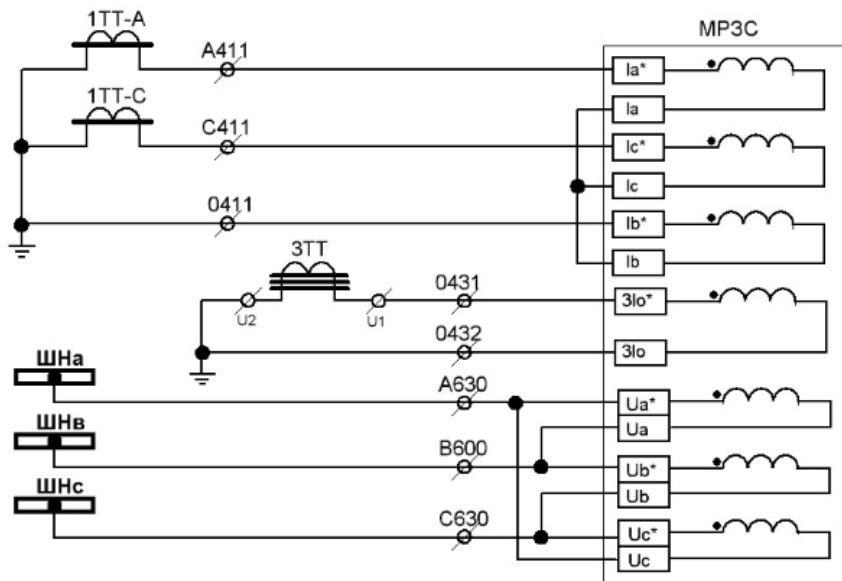 1ТТ-А
А411
МРЗС
Ia*
Ia
1ТТ-С
С411
Ic*
Ic
0411
Ib*
Ib
3ТТ
U2
U1
0431
3Io*
0432
3Io
ШНа
А630
Ua*
Ua
ШНв
В600
Ub*
Ub
ШНс
С630
Uc*
Uc